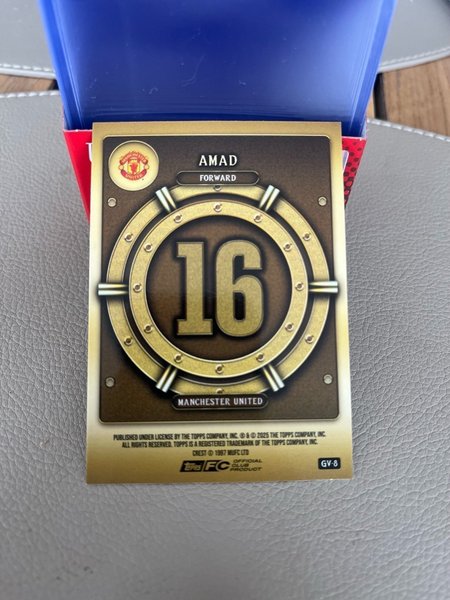 AMAD
FORWARD
MANCHESTER
UNITED
16
MANCHESTER UNITED
PUBLISHED UNDER LICENSE BY THE TOPPS COMPANY, INC. ® & © 2025 THE TOPPS COMPANY, INC.
ALL RIGHTS RESERVED. TOPPS IS A REGISTERED TRADEMARK OF THE TOPPS COMPANY, INC.
CREST © 1997 MUFC LTD
Topps FC OFFICIAL
CLUB
PRODUCT
GV-8